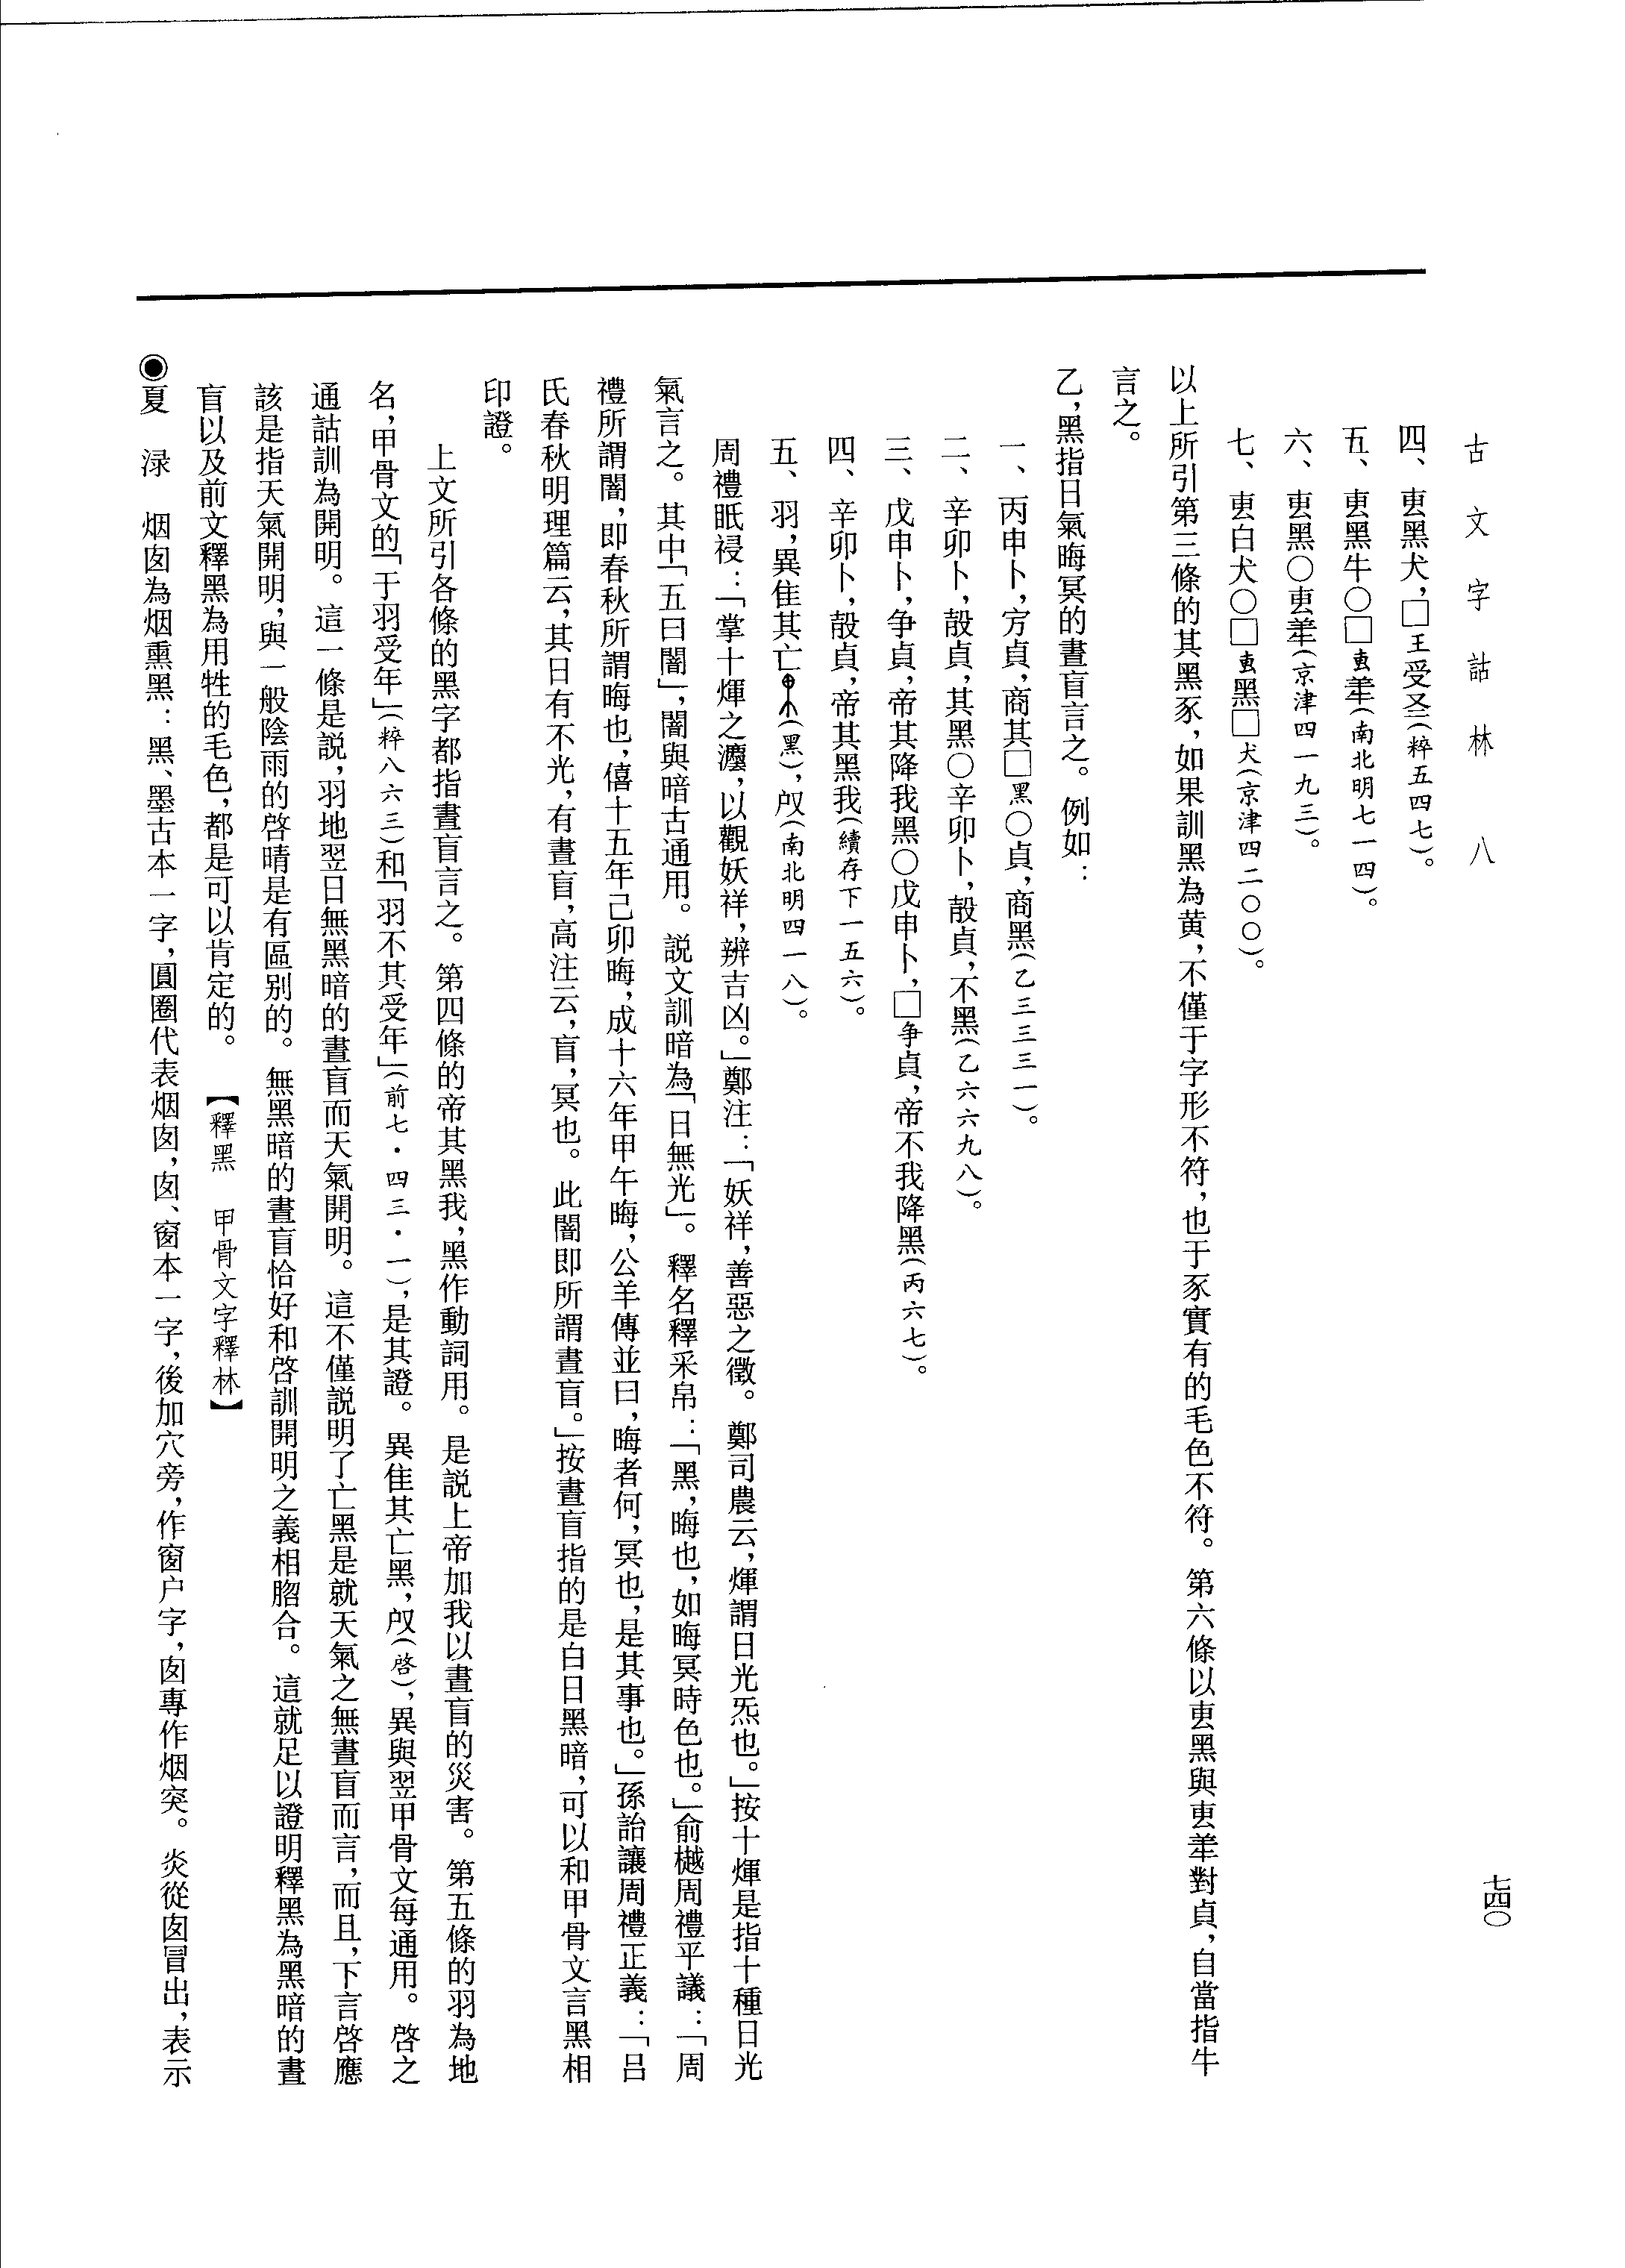 古文字詁林 八
七四〇
四、叀黑犬，□王受又(粹五四七)。
五、叀黑牛〇□叀羊(南北明七一四)。
六、叀黑〇叀羊(京津四一九三)。
七、叀白犬〇□叀黑□犬(京津四二〇〇)。
以上所引第三條的其黑豕，如果訓黑為黄，不僅于字形不符，也于豕實有的毛色不符。第六條以叀黑與叀羊對貞，自當指牛
言之。
乙，黑指日氣晦冥的晝盲言之。例如：
一、丙申卜，㱿貞，商其□黑〇貞，商黑(乙三三三一)。
二、辛卯卜，㱿貞，其黑〇辛卯卜，㱿貞，不黑(乙六六九八)。
三、戊申卜，争貞，帝其降我黑〇戊申卜，□争貞，帝不我降黑(丙六七)。
四、辛卯卜，㱿貞，帝其黑我(續存下一五六)。
五、羽，異隹其亡(黑)，啟(南北明四一八)。
周禮眂祲：「掌十煇之灋，以觀妖祥，辨吉凶。」鄭注：「妖祥，善惡之徵。鄭司農云，煇謂日光炁也。」按十煇是指十種日光
氣言之。其中「五曰闇」，闇與暗古通用。説文訓暗為「日無光」。釋名釋采帛：「黑，晦也，如晦冥時色也。」俞樾周禮平議：「周
禮所謂闇，即春秋所謂晦也，僖十五年己卯晦，成十六年甲午晦，公羊傳並曰，晦者何，冥也，是其事也。」孫詒讓周禮正義：「吕
氏春秋明理篇云，其日有不光，有晝盲，高注云，盲，冥也。此闇即所謂晝盲。」按晝盲指的是白日黑暗，可以和甲骨文言黑相
印證。
上文所引各條的黑字都指晝盲言之。第四條的帝其黑我，黑作動詞用。是説上帝加我以晝盲的災害。第五條的羽為地
名，甲骨文的「于羽受年」(粹八六三)和「羽不其受年」(前七・四三・一)，是其證。異隹其亡黑，啟(啓)，異與翌甲骨文每通用。啓之
通詁訓為開明。這一條是説，羽地翌日無黑暗的晝盲而天氣開明。這不僅説明了亡黑是就天氣之無晝盲而言，而且，下言啓應
該是指天氣開明，與一般陰雨的啓晴是有區别的。無黑暗的晝盲恰好和啓訓開明之義相䐇合。這就足以證明釋黑為黑暗的晝
盲以及前文釋黑為用牲的毛色，都是可以肯定的。【釋黑 甲骨文字釋林】
◉夏 渌 烟囱為烟熏黑：黑、墨古本一字，圓圈代表烟囱，囱、窗本一字，後加穴旁，作窗户字，囱專作烟突。炎從囱冒出，表示